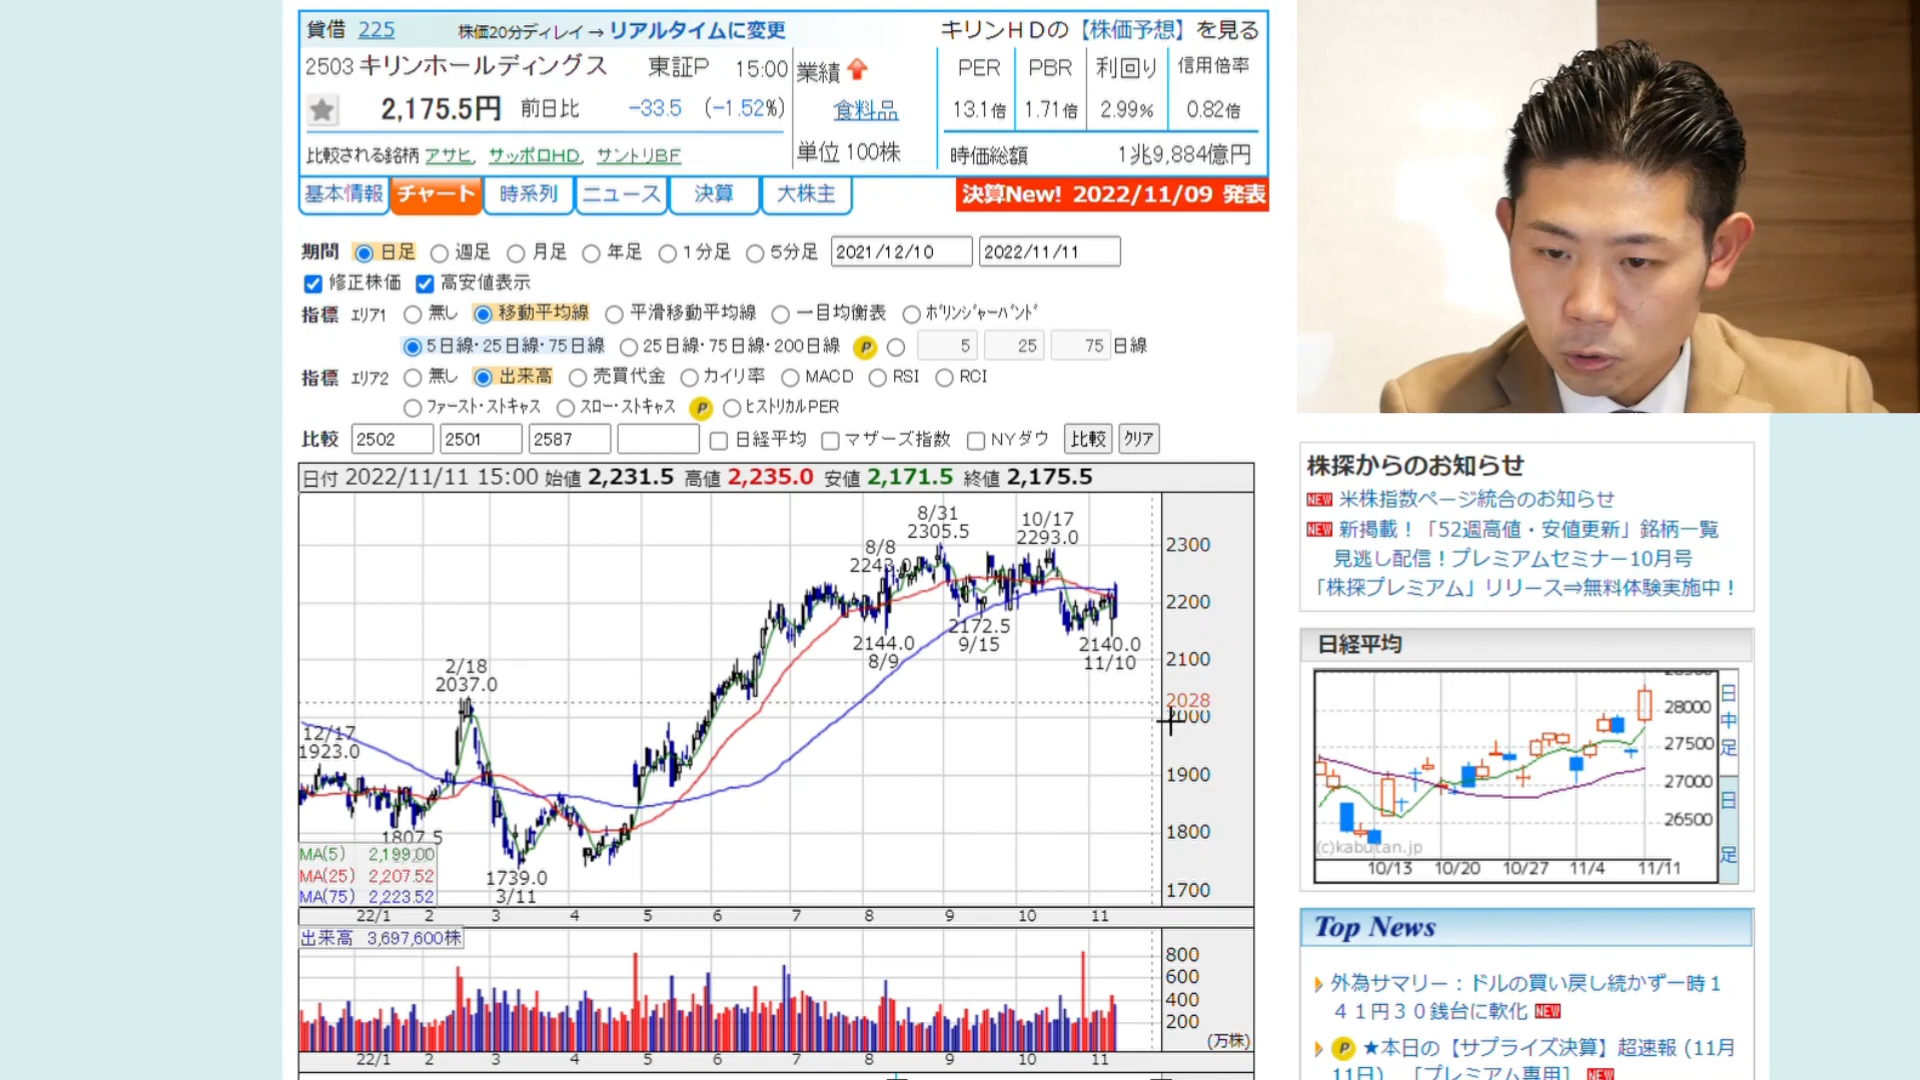 貸借 225 株価20分ディレイ → リアルタイムに変更 キリンHDの【株価予想】を見る
2503 キリンホールディングス 東証P 15:00 業績 PER PBR 利回り 信用倍率
2,175.5円 前日比 -33.5 (-1.52%) 食料品 13.1倍 1.71倍 2.99% 0.82倍
比較される銘柄 アサヒ, サッポロHD, サントリBF 単位 100株 時価総額 1兆9,884億円
基本情報 チャート 時系列 ニュース 決算 大株主 決算New! 2022/11/09 発表
期間 日足 週足 月足 年足 1分足 5分足 2021/12/10 2022/11/11
修正株価 高安値表示
指標 エリア1 無し 移動平均線 平滑移動平均線 一目均衡表 ボリンジャーバンド
5日線・25日線・75日線 25日線・75日線・200日線 P 5 25 75 日線
指標 エリア2 無し 出来高 売買代金 カイリ率 MACD RSI RCI
ファースト・ストキャス スロー・ストキャス P ヒストリカルPER
比較 2502 2501 2587 日経平均 マザーズ指数 NYダウ 比較 クリア
日付 2022/11/11 15:00 始値 2,231.5 高値 2,235.0 安値 2,171.5 終値 2,175.5
8/31
2305.5
10/17
2293.0
8/8
2243.0
2300
2200
2172.5
9/15
2144.0
8/9
2140.0
11/10
2100
2/18
2037.0
2028
2000
12/17
1923.0
1900
1800
1807.5
MA(5) 2,199.00
MA(25) 2,207.52
MA(75) 2,223.52
1739.0
3/11
1700
22/1 2 3 4 5 6 7 8 9 10 11
出来高 3,697,600株
800
600
400
200
(万株)
22/1 2 3 4 5 6 7 8 9 10 11
株探からのお知らせ
NEW 米株指数ページ統合のお知らせ
NEW 新掲載！「52週高値・安値更新」銘柄一覧
見逃し配信！プレミアムセミナー10月号
「株探プレミアム」リリース⇒無料体験実施中！
日経平均
28000
27500
27000
26500
(c)kabutan.jp
10/13 10/20 10/27 11/4 11/11
日中足
日足
Top News
外為サマリー：ドルの買い戻し続かず一時１
４１円３０銭台に軟化 NEW
P ★本日の【サプライズ決算】超速報 (11月
11日) ［プレミアム専用］ NEW